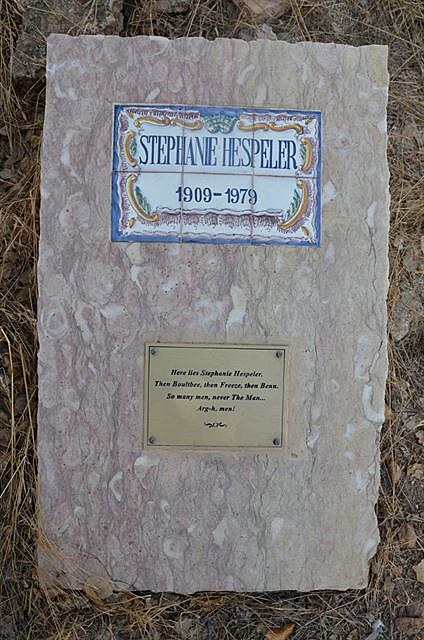 STEPHANIE HESPELER
1909-1979
Here lies Stephanie Hespeler,
Then Boultbee, then Freeze, then Benn.
So many men, never The Man...
Arg-h, men!